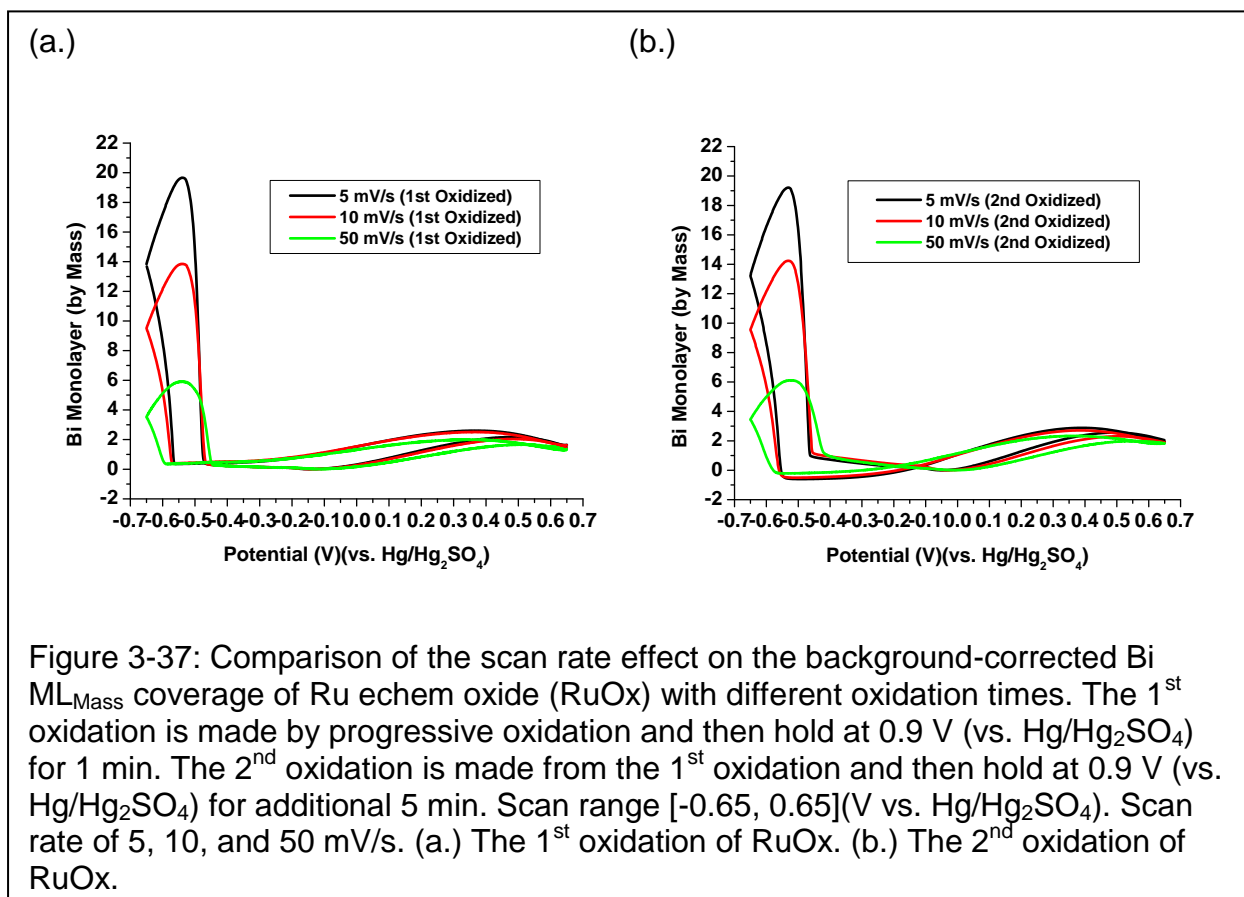 (a.)
(b.)
22
20
18
16
14
12
10
8
6
4
2
0
-2
Bi Monolayer (by Mass)
5 mV/s (1st Oxidized)
10 mV/s (1st Oxidized)
50 mV/s (1st Oxidized)
-0.7 -0.6 -0.5 -0.4 -0.3 -0.2 -0.1 0.0 0.1 0.2 0.3 0.4 0.5 0.6 0.7
Potential (V)(vs. Hg/Hg₂SO₄)
22
20
18
16
14
12
10
8
6
4
2
0
-2
Bi Monolayer (by Mass)
5 mV/s (2nd Oxidized)
10 mV/s (2nd Oxidized)
50 mV/s (2nd Oxidized)
-0.7 -0.6 -0.5 -0.4 -0.3 -0.2 -0.1 0.0 0.1 0.2 0.3 0.4 0.5 0.6 0.7
Potential (V)(vs. Hg/Hg₂SO₄)
Figure 3-37: Comparison of the scan rate effect on the background-corrected Bi
ML_Mass coverage of Ru echem oxide (RuOx) with different oxidation times. The 1st
oxidation is made by progressive oxidation and then hold at 0.9 V (vs. Hg/Hg₂SO₄)
for 1 min. The 2nd oxidation is made from the 1st oxidation and then hold at 0.9 V (vs.
Hg/Hg₂SO₄) for additional 5 min. Scan range [-0.65, 0.65](V vs. Hg/Hg₂SO₄). Scan
rate of 5, 10, and 50 mV/s. (a.) The 1st oxidation of RuOx. (b.) The 2nd oxidation of
RuOx.